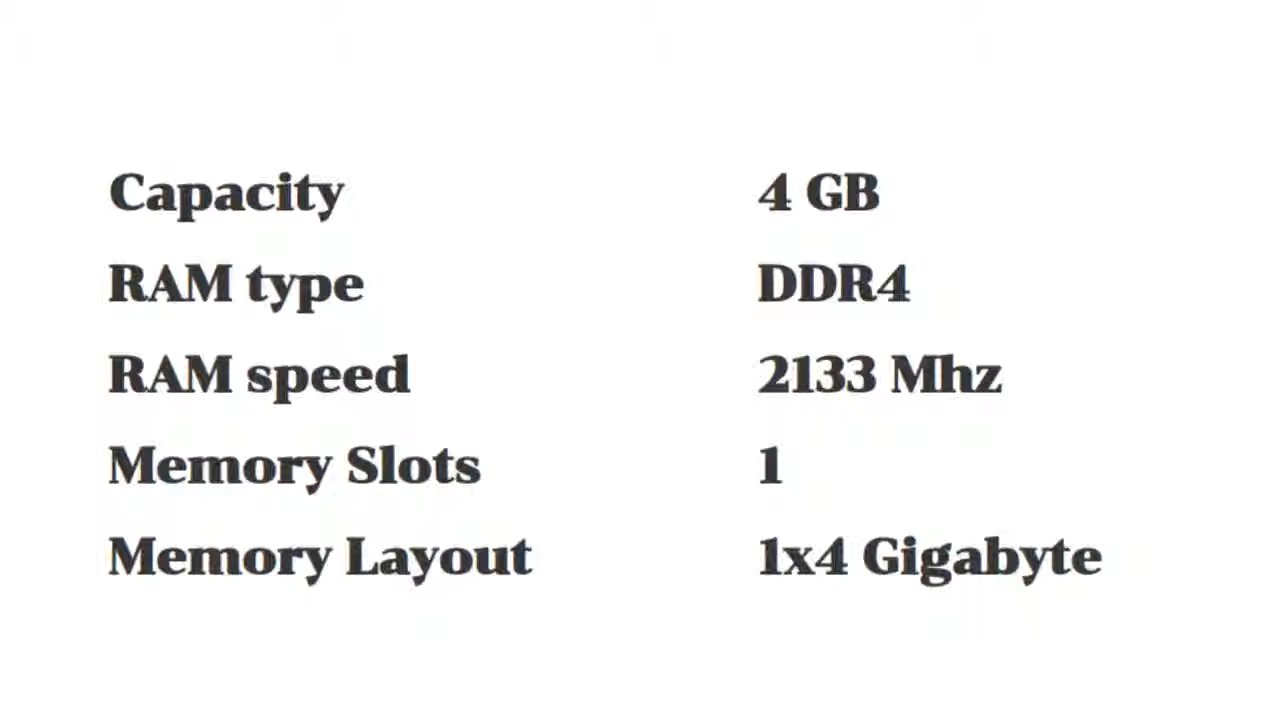 Capacity 4 GB
RAM type DDR4
RAM speed 2133 Mhz
Memory Slots 1
Memory Layout 1x4 Gigabyte